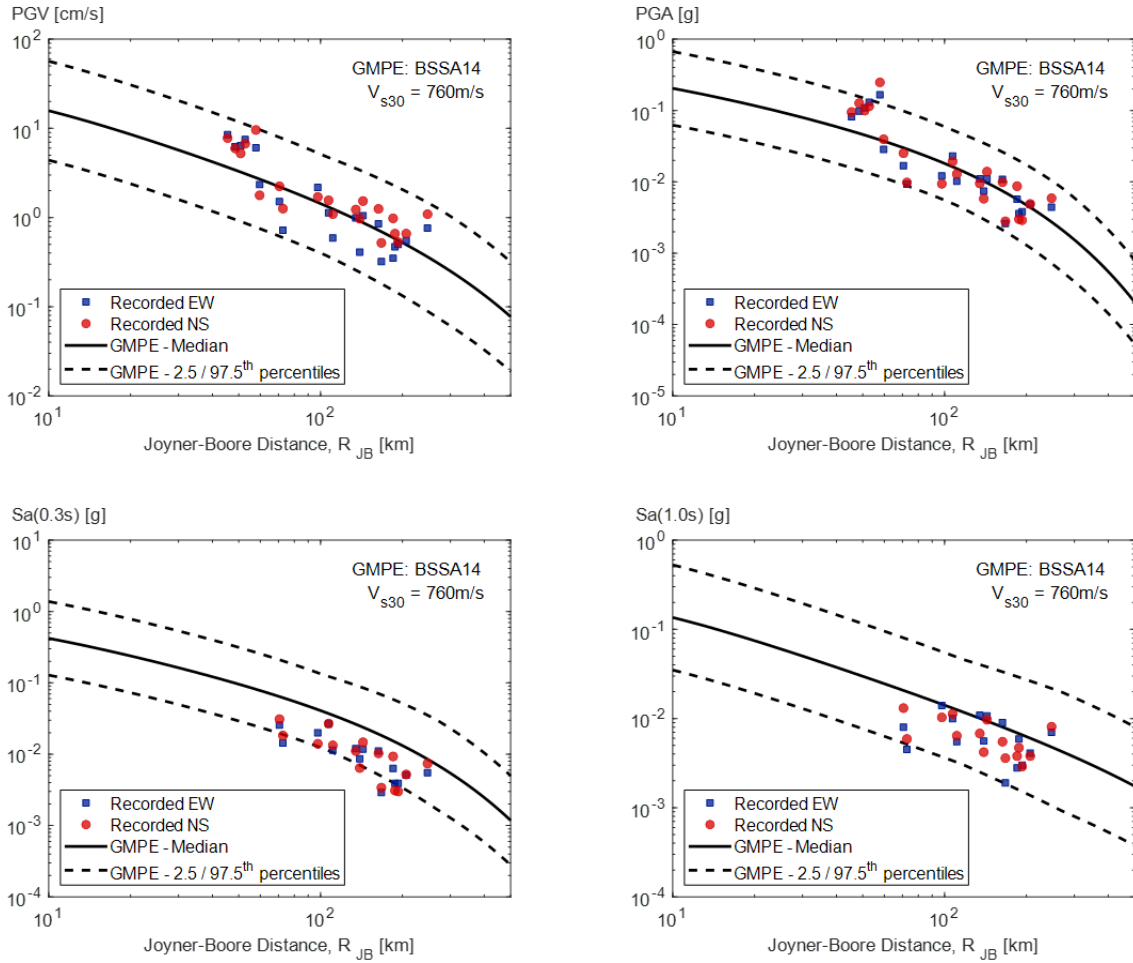 PGV [cm/s]
10^2
10^1
10^0
10^-1
10^-2
GMPE: BSSA14
V_s30 = 760m/s
Recorded EW
Recorded NS
GMPE - Median
GMPE - 2.5 / 97.5^th percentiles
10^1
10^2
Joyner-Boore Distance, R_JB [km]
PGA [g]
10^0
10^-1
10^-2
10^-3
10^-4
10^-5
GMPE: BSSA14
V_s30 = 760m/s
Recorded EW
Recorded NS
GMPE - Median
GMPE - 2.5 / 97.5^th percentiles
10^1
10^2
Joyner-Boore Distance, R_JB [km]
Sa(0.3s) [g]
10^1
10^0
10^-1
10^-2
10^-3
10^-4
GMPE: BSSA14
V_s30 = 760m/s
Recorded EW
Recorded NS
GMPE - Median
GMPE - 2.5 / 97.5^th percentiles
10^1
10^2
Joyner-Boore Distance, R_JB [km]
Sa(1.0s) [g]
10^0
10^-1
10^-2
10^-3
10^-4
GMPE: BSSA14
V_s30 = 760m/s
Recorded EW
Recorded NS
GMPE - Median
GMPE - 2.5 / 97.5^th percentiles
10^1
10^2
Joyner-Boore Distance, R_JB [km]